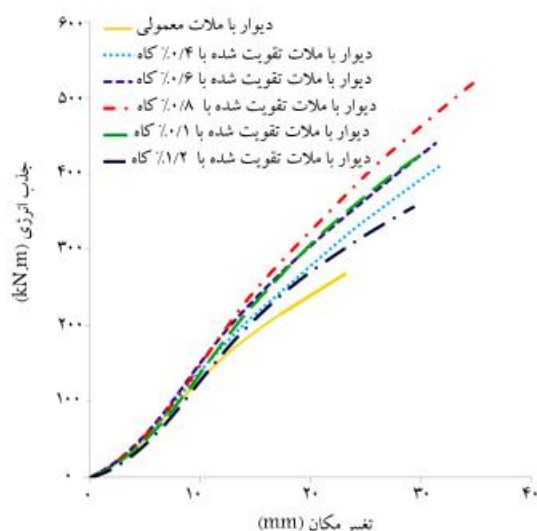 ۶۰۰
۵۰۰
۴۰۰
۳۰۰
۲۰۰
۱۰۰
۰
جذب انرژی (kN.m)
دیوار با ملات معمولی
دیوار با ملات تقویت شده با ۰/۴٪ کاه
دیوار با ملات تقویت شده با ۰/۶٪ کاه
دیوار با ملات تقویت شده با ۰/۸٪ کاه
دیوار با ملات تقویت شده با ۰/۱٪ کاه
دیوار با ملات تقویت شده با ۱/۲٪ کاه
۰ ۱۰ ۲۰ ۳۰ ۴۰
تغییر مکان (mm)